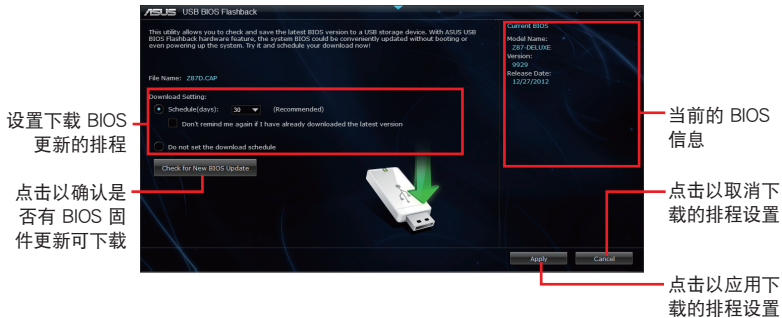 ASUS USB BIOS Flashback
This utility allows you to check and save the latest BIOS version to a USB storage device. With ASUS USB
BIOS Flashback hardware feature, the system BIOS could be conveniently updated without booting or
even powering up the system. Try it and schedule your download now!
File Name: Z87D.CAP
Download Setting:
Schedule(days): 30 (Recommended)
Don't remind me again if I have already downloaded the latest version
Do not set the download schedule
Check for New BIOS Update
Current BIOS
Model Name:
Z87-DELUXE
Version:
9929
Release Date:
12/27/2012
Apply
Cancel
设置下载 BIOS
更新的排程
点击以确认是
否有 BIOS 固
件更新可下载
当前的 BIOS
信息
点击以取消下
载的排程设置
点击以应用下
载的排程设置